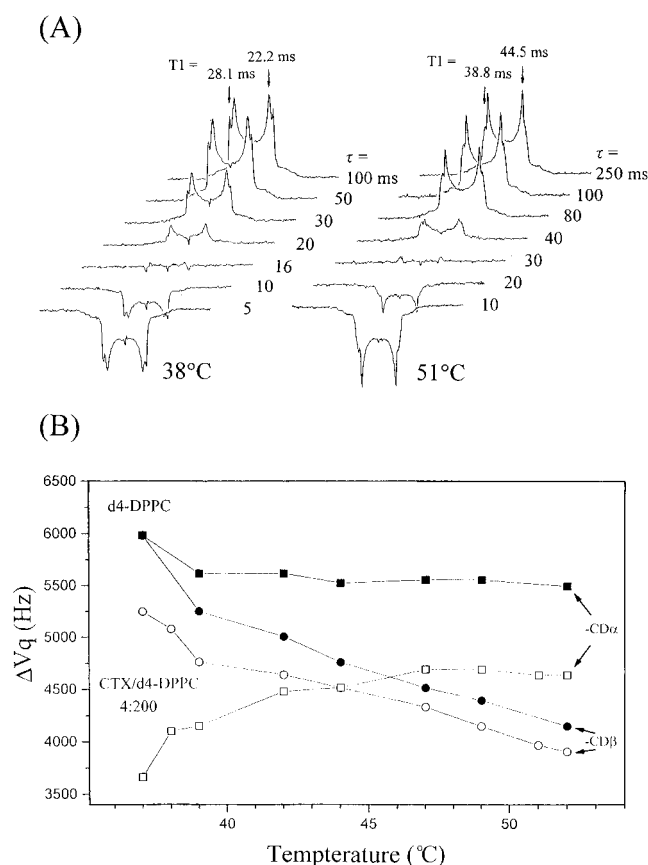 (A)
T1 =
28.1 ms
22.2 ms
T1 =
38.8 ms
44.5 ms
τ =
100 ms
50
30
20
16
10
5
38°C
τ =
250 ms
100
80
40
30
20
10
51°C
(B)
6500
6000
5500
5000
4500
4000
3500
ΔVq (Hz)
d4-DPPC
CTX/d4-DPPC
4:200
-CDα
-CDβ
40
45
50
Tempterature (℃)